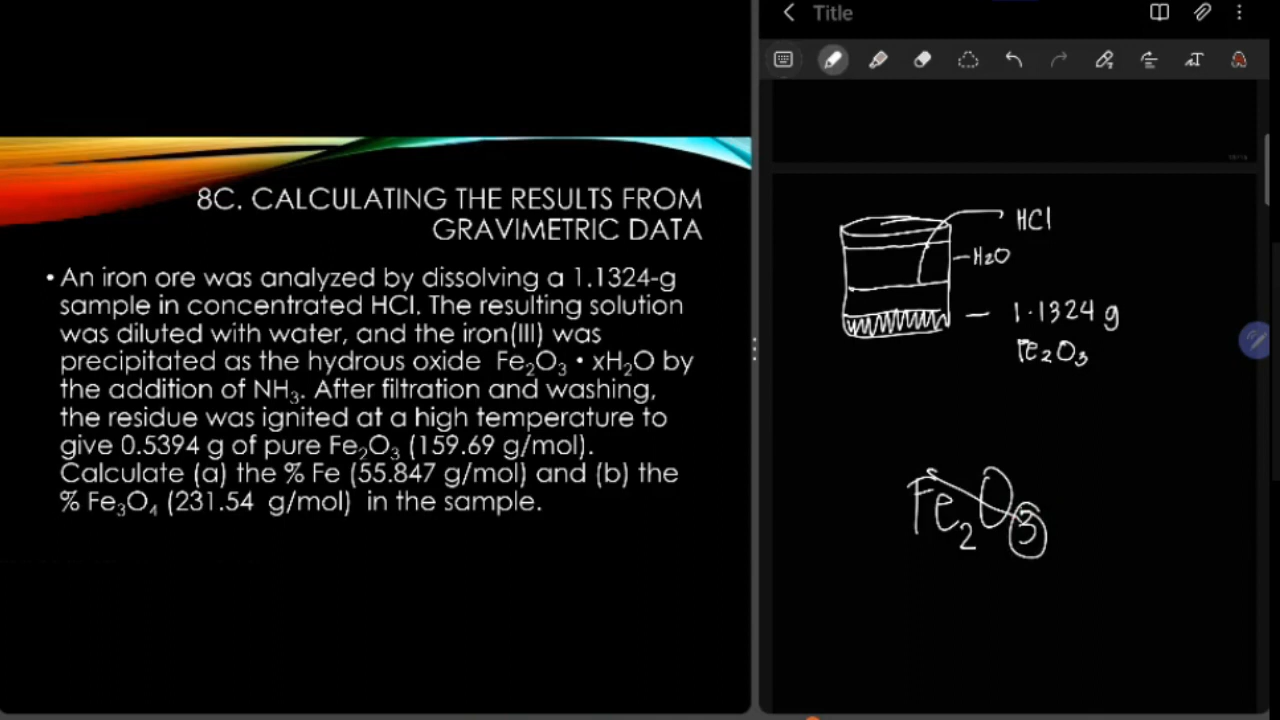 8C. CALCULATING THE RESULTS FROM
GRAVIMETRIC DATA
• An iron ore was analyzed by dissolving a 1.1324-g
sample in concentrated HCl. The resulting solution
was diluted with water, and the iron(III) was
precipitated as the hydrous oxide Fe₂O₃ • xH₂O by
the addition of NH₃. After filtration and washing,
the residue was ignited at a high temperature to
give 0.5394 g of pure Fe₂O₃ (159.69 g/mol).
Calculate (a) the % Fe (55.847 g/mol) and (b) the
% Fe₃O₄ (231.54 g/mol) in the sample.
Title
HCl
H₂O
1.1324 g
Fe₂O₃
Fe₂O₃